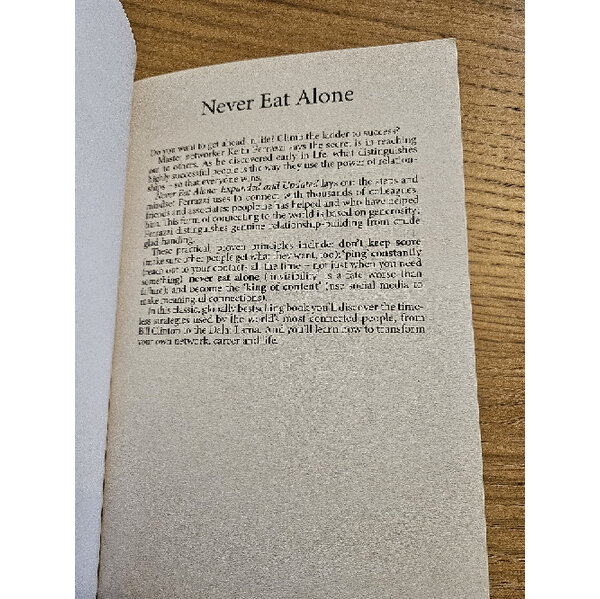 Never Eat Alone
Do you want to get ahead in life? Climb the ladder to success?
Master networker Keith Ferrazzi says the secret is in reaching
out to others. As he discovered early in life, what distinguishes
highly successful people is the way they use the power of relation-
ships – so that everyone wins.
Never Eat Alone: Expanded and Updated lays out the steps and
mindset Ferrazzi uses to connect with thousands of colleagues,
friends and associates: people he has helped and who have helped
him. This form of connecting to the world is based on generosity;
Ferrazzi distinguishes genuine relationship-building from crude
glad-handing.
These practical, proven principles include: don't keep score
(make sure other people get what they want, too); 'ping' constantly
(reach out to your contacts all the time – not just when you need
something); never eat alone (invisibility is a fate worse than
failure); and become the 'king of content' (use social media to
make meaningful connections).
In this classic, globally bestselling book you'll discover the time-
less strategies used by the world's most connected people, from
Bill Clinton to the Dalai Lama. And you'll learn how to transform
your own network, career and life.